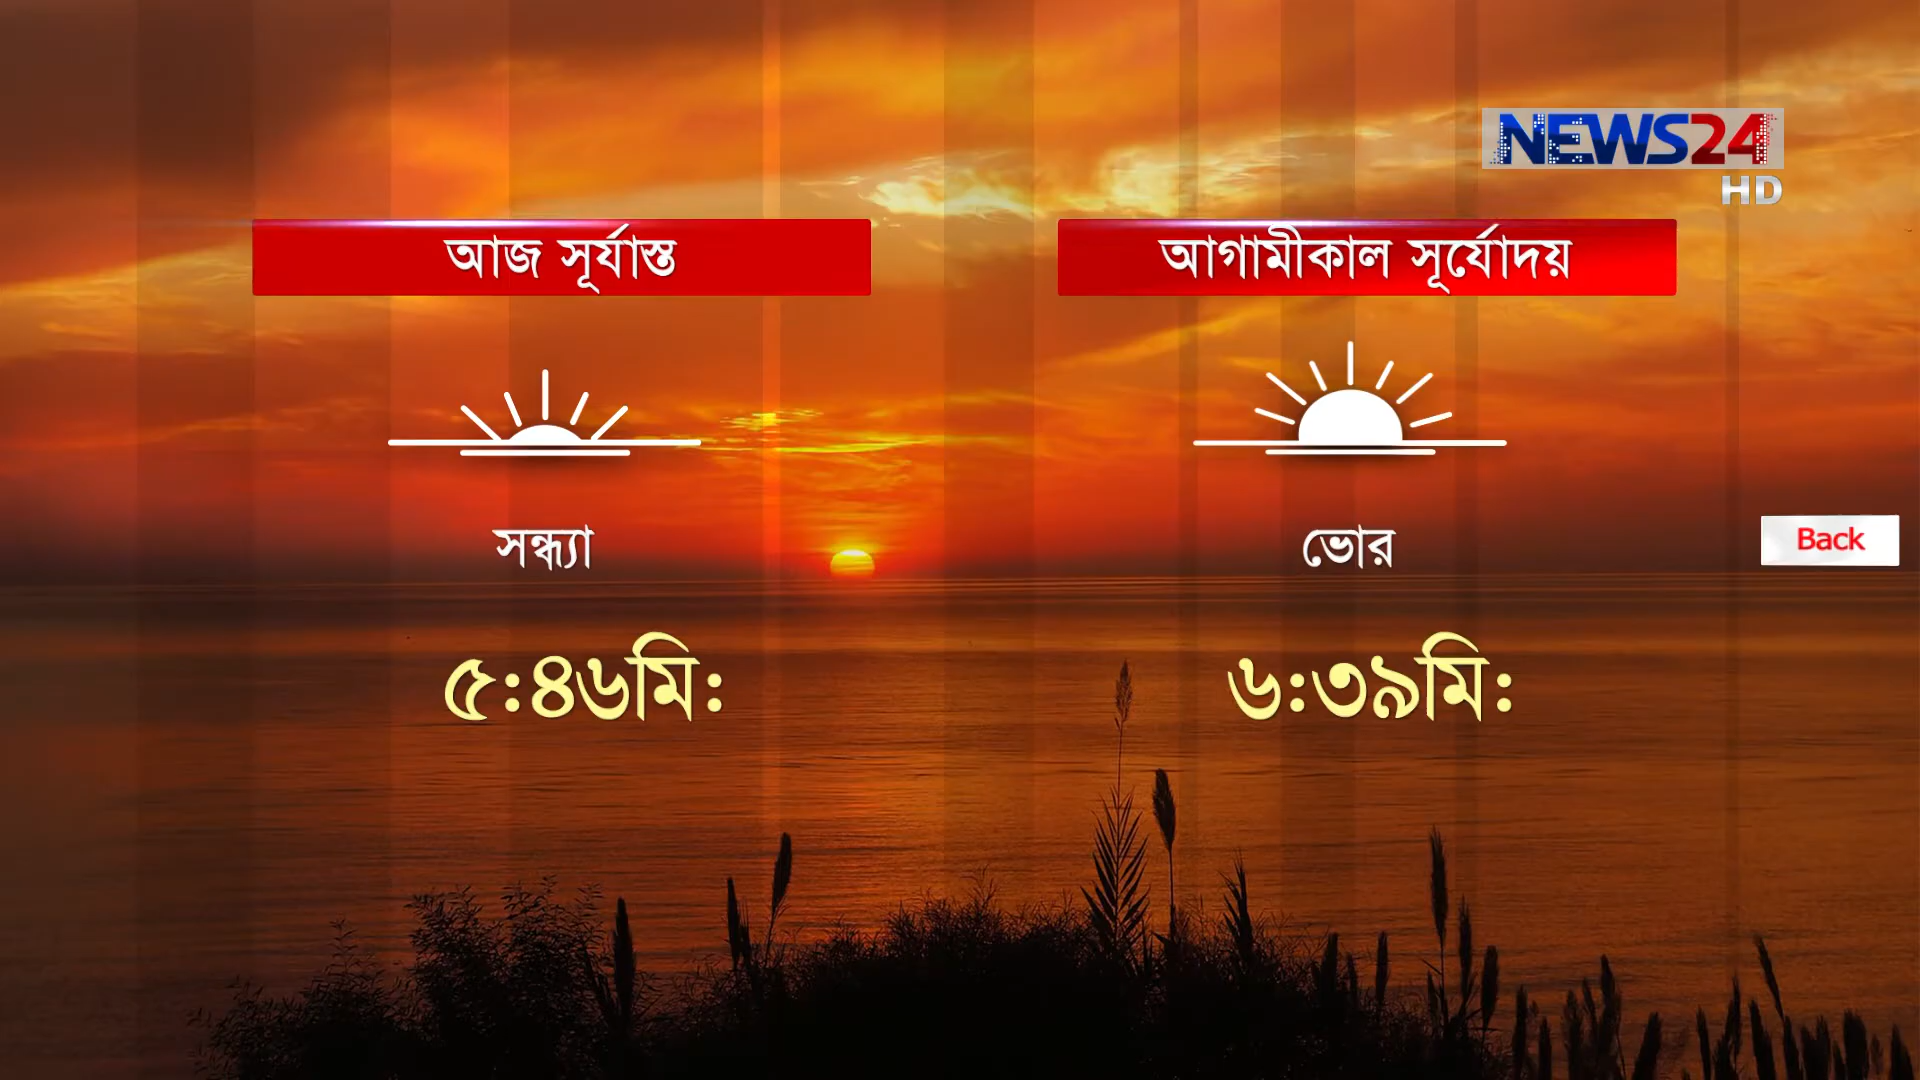 NEWS24
HD
আজ সূর্যাস্ত
আগামীকাল সূর্যোদয়
সন্ধ্যা
ভোর
Back
৫:৪৬মি:
৬:৩৯মি: